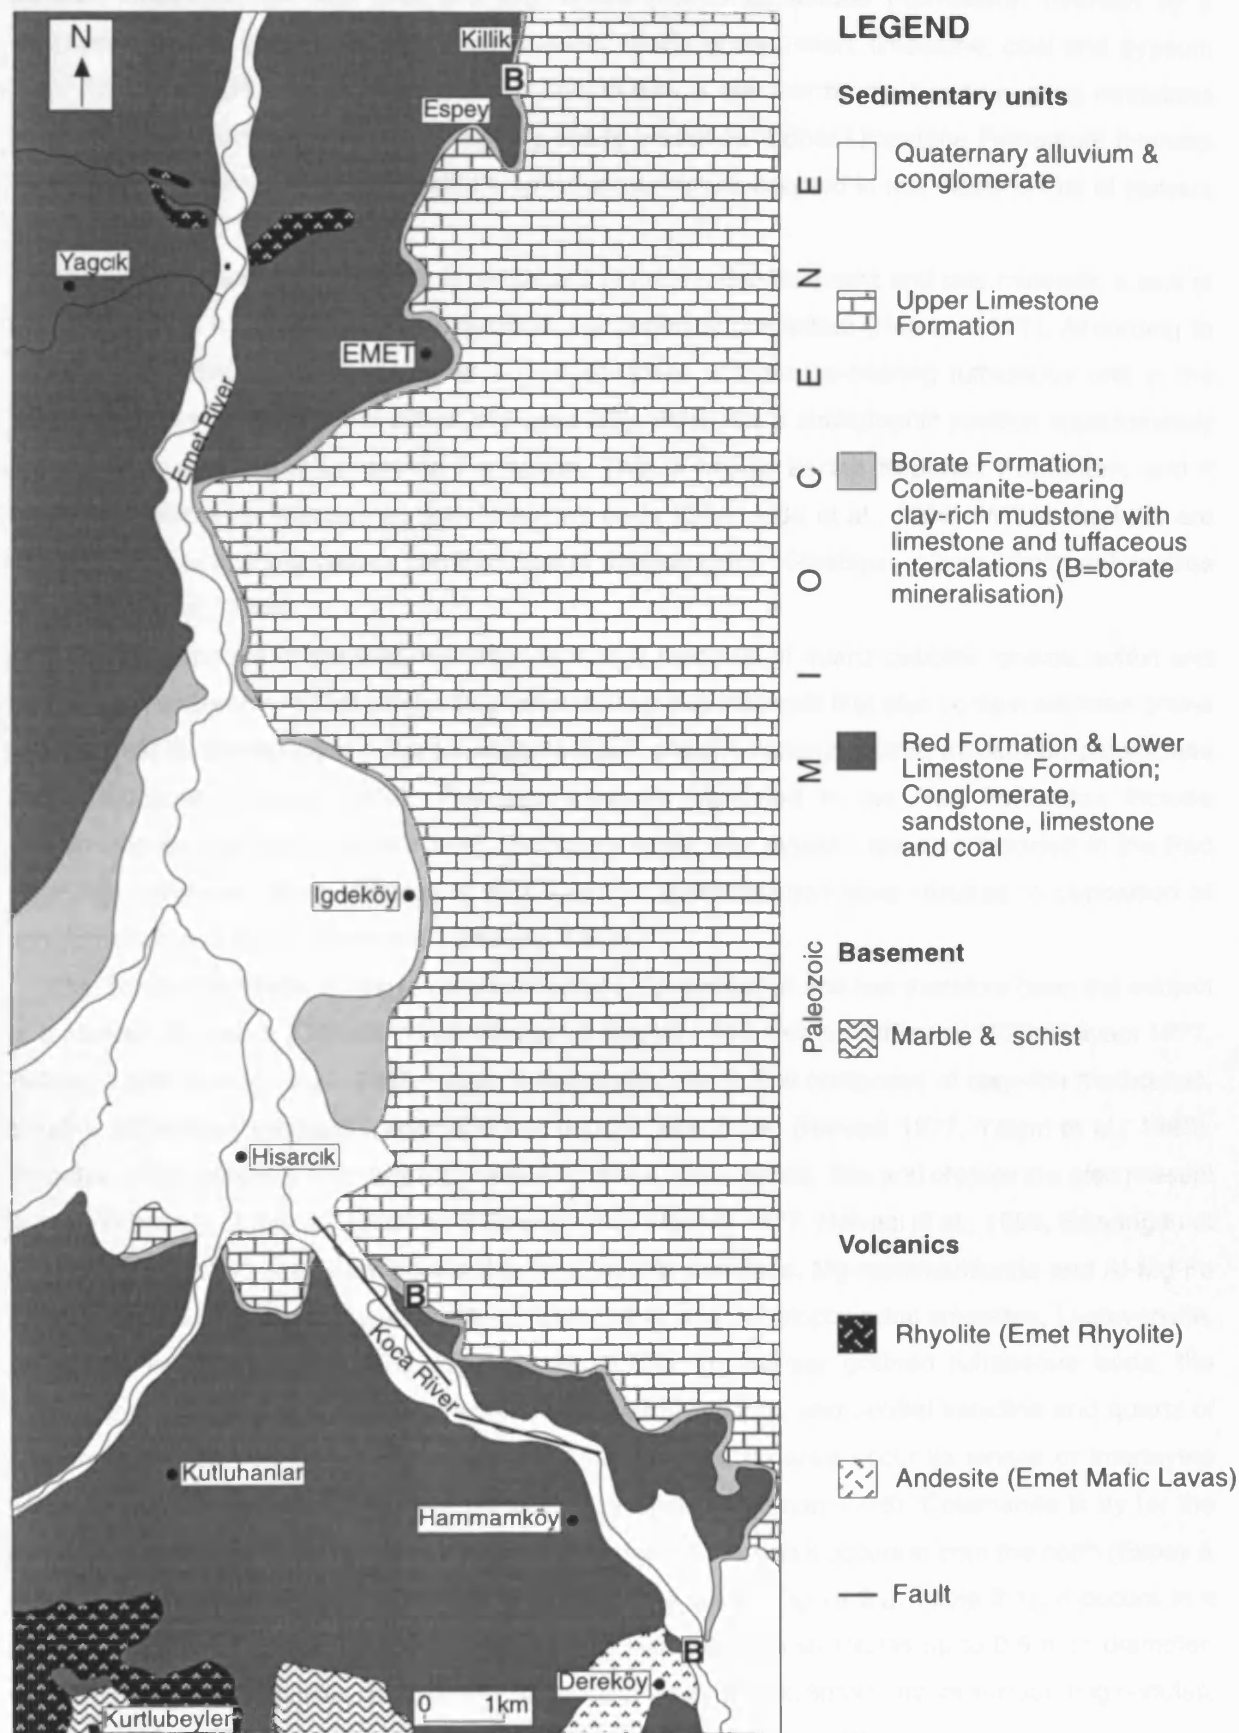 N
Killik
B
Espey
Yagcık
EMET
Emet River
Igdeköy
Hisarcık
B
Koca River
Kutluhanlar
Hammamköy
B
Dereköy
0 1km
Kurtlubeyler
LEGEND
Sedimentary units
Quaternary alluvium &
conglomerate
MIOCENE
Upper Limestone
Formation
Borate Formation;
Colemanite-bearing
clay-rich mudstone with
limestone and tuffaceous
intercalations (B=borate
mineralisation)
Red Formation & Lower
Limestone Formation;
Conglomerate,
sandstone, limestone
and coal
Paleozoic
Basement
Marble & schist
Volcanics
Rhyolite (Emet Rhyolite)
Andesite (Emet Mafic Lavas)
Fault